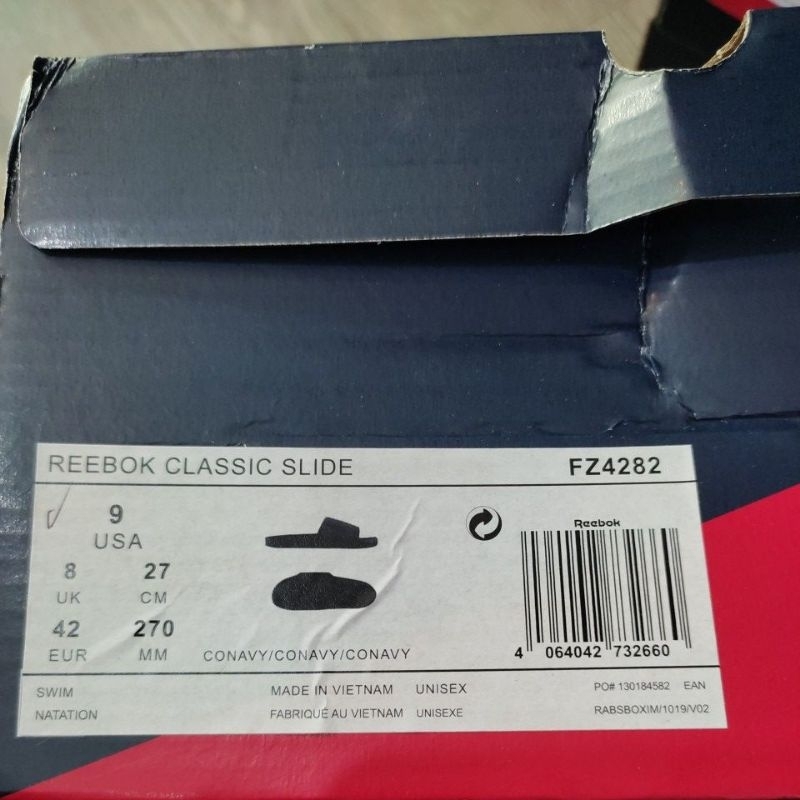 REEBOK CLASSIC SLIDE FZ4282
9
USA
8 27
UK CM
42 270
EUR MM
CONAVY/CONAVY/CONAVY
Reebok
4 064042 732660
SWIM MADE IN VIETNAM UNISEX PO# 130184582 EAN
NATATION FABRIQUÉ AU VIETNAM UNISEXE RABSBOXIM/1019/V02